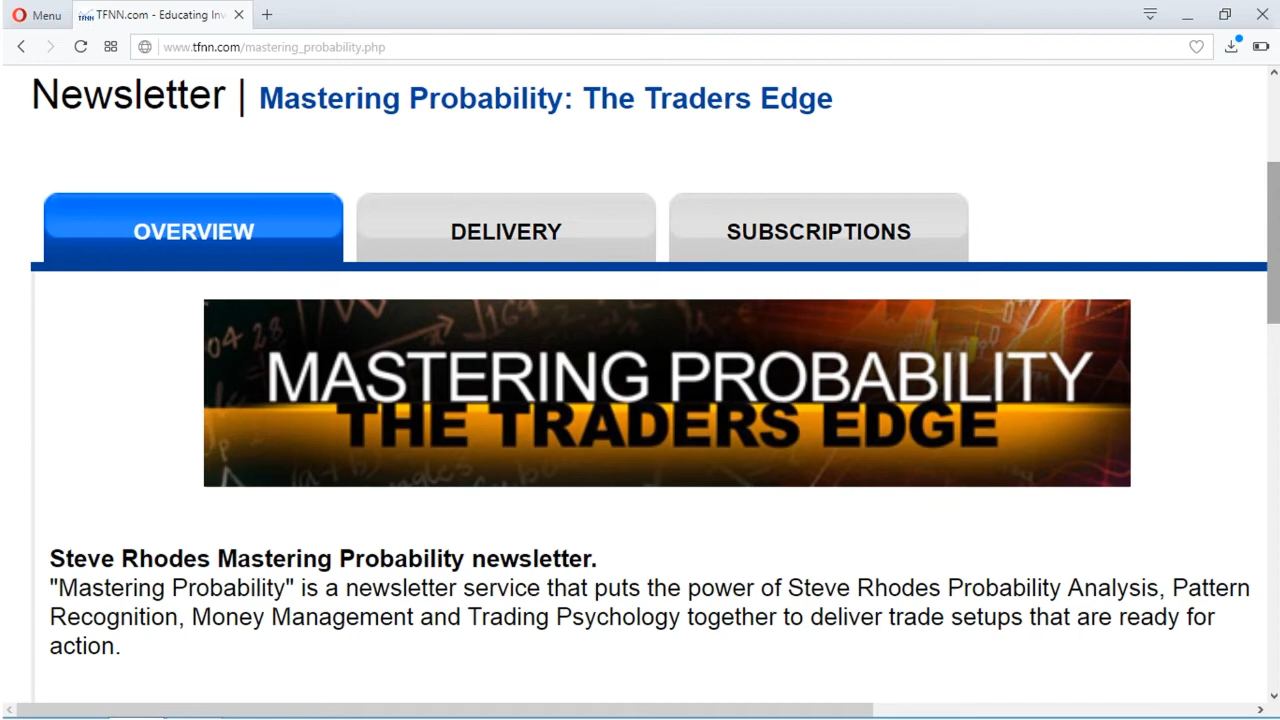 Menu
TFNN.com - Educating Inv
www.tfnn.com/mastering_probability.php
Newsletter | Mastering Probability: The Traders Edge
OVERVIEW
DELIVERY
SUBSCRIPTIONS
MASTERING PROBABILITY
THE TRADERS EDGE
Steve Rhodes Mastering Probability newsletter.
"Mastering Probability" is a newsletter service that puts the power of Steve Rhodes Probability Analysis, Pattern
Recognition, Money Management and Trading Psychology together to deliver trade setups that are ready for
action.